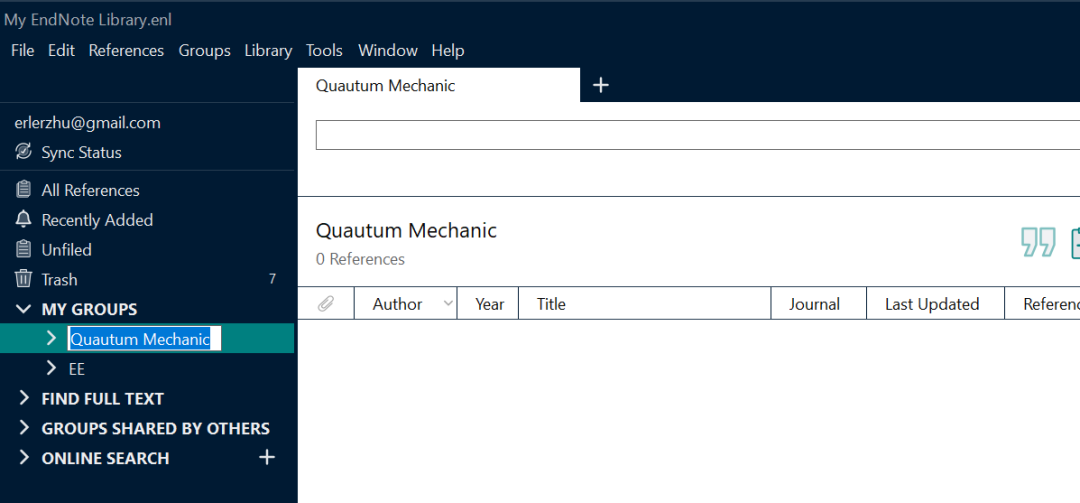 My EndNote Library.enl
File Edit References Groups Library Tools Window Help
Quautum Mechanic
erlerzhu@gmail.com
Sync Status
All References
Recently Added
Unfiled
Trash 7
MY GROUPS
Quautum Mechanic
EE
FIND FULL TEXT
GROUPS SHARED BY OTHERS
ONLINE SEARCH +
Quautum Mechanic
0 References
Author Year Title Journal Last Updated